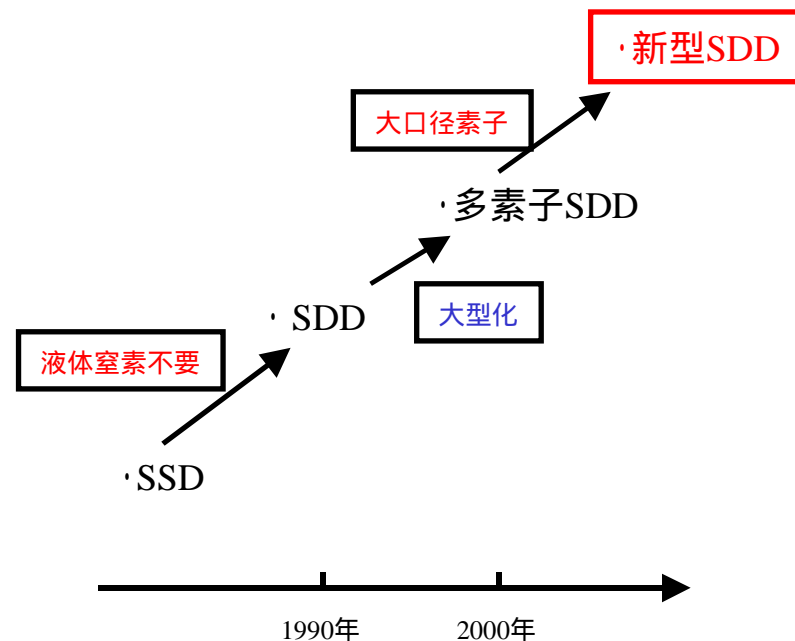 ·新型SDD
大口径素子
·多素子SDD
· SDD
大型化
液体窒素不要
·SSD
1990年
2000年